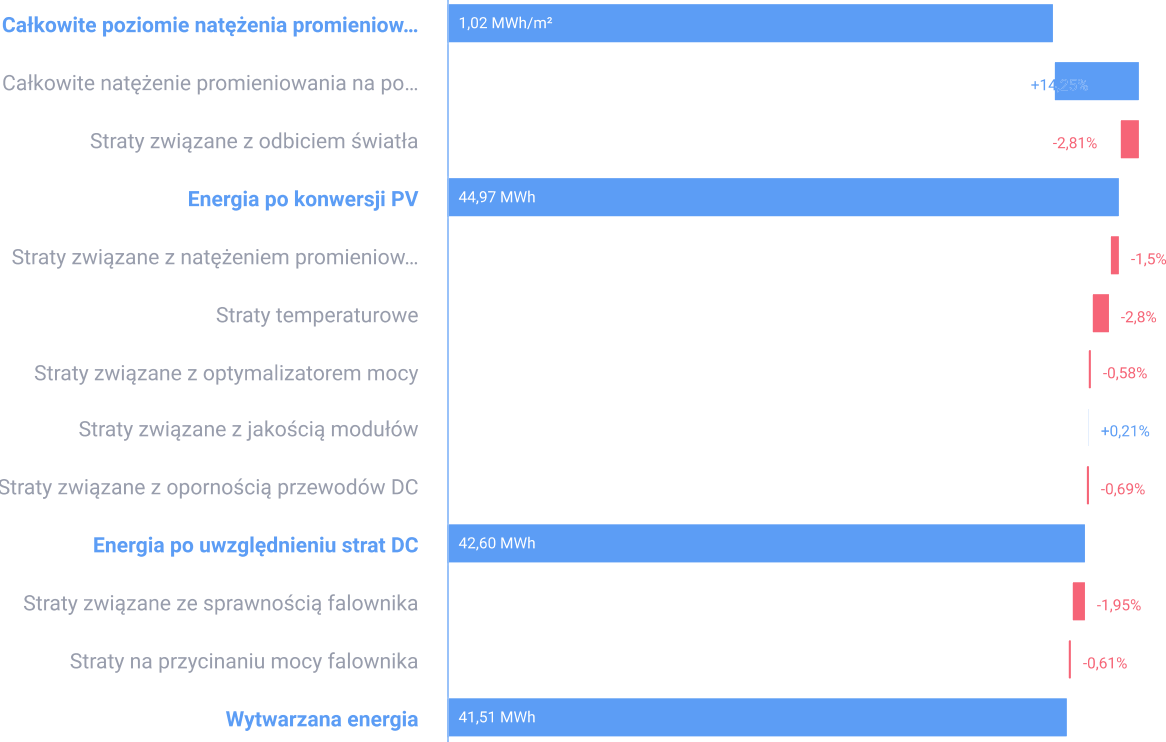 Całkowite poziomie natężenia promieniow... 1,02 MWh/m²
Całkowite natężenie promieniowania na po... +14,25%
Straty związane z odbiciem światła -2,81%
Energia po konwersji PV 44,97 MWh
Straty związane z natężeniem promieniow... -1,5%
Straty temperaturowe -2,8%
Straty związane z optymalizatorem mocy -0,58%
Straty związane z jakością modułów +0,21%
Straty związane z opornością przewodów DC -0,69%
Energia po uwzględnieniu strat DC 42,60 MWh
Straty związane ze sprawnością falownika -1,95%
Straty na przycinaniu mocy falownika -0,61%
Wytwarzana energia 41,51 MWh